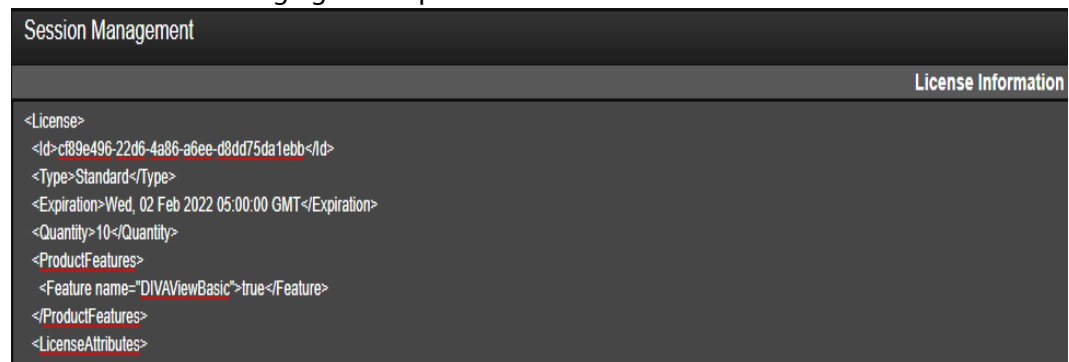 Session Management
License Information
<License>
<Id>cf89e496-22d6-4a86-a6ee-d8dd75da1ebb</Id>
<Type>Standard</Type>
<Expiration>Wed, 02 Feb 2022 05:00:00 GMT</Expiration>
<Quantity>10</Quantity>
<ProductFeatures>
<Feature name="DIVAViewBasic">true</Feature>
</ProductFeatures>
<LicenseAttributes>